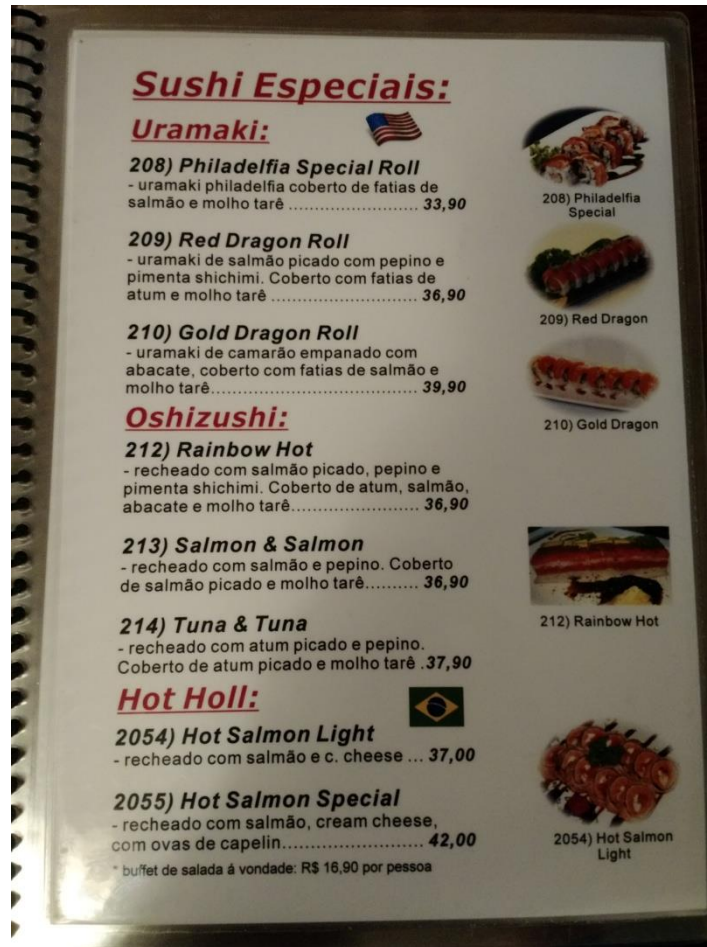 Sushi Especiais:
Uramaki:
208) Philadelfia Special Roll
- uramaki philadelfia coberto de fatias de
salmão e molho tarê .......................... 33,90
209) Red Dragon Roll
- uramaki de salmão picado com pepino e
pimenta shichimi. Coberto com fatias de
atum e molho tarê ............................. 36,90
210) Gold Dragon Roll
- uramaki de camarão empanado com
abacate, coberto com fatias de salmão e
molho tarê......................................... 39,90
Oshizushi:
212) Rainbow Hot
- recheado com salmão picado, pepino e
pimenta shichimi. Coberto de atum, salmão,
abacate e molho tarê.......................... 36,90
213) Salmon & Salmon
- recheado com salmão e pepino. Coberto
de salmão picado e molho tarê.......... 36,90
214) Tuna & Tuna
- recheado com atum picado e pepino.
Coberto de atum picado e molho tarê .37,90
Hot Holl:
2054) Hot Salmon Light
- recheado com salmão e c. cheese ... 37,00
2055) Hot Salmon Special
- recheado com salmão, cream cheese,
com ovas de capelin............................ 42,00
* buffet de salada á vondade: R$ 16,90 por pessoa
208) Philadelfia
Special
209) Red Dragon
210) Gold Dragon
212) Rainbow Hot
2054) Hot Salmon
Light